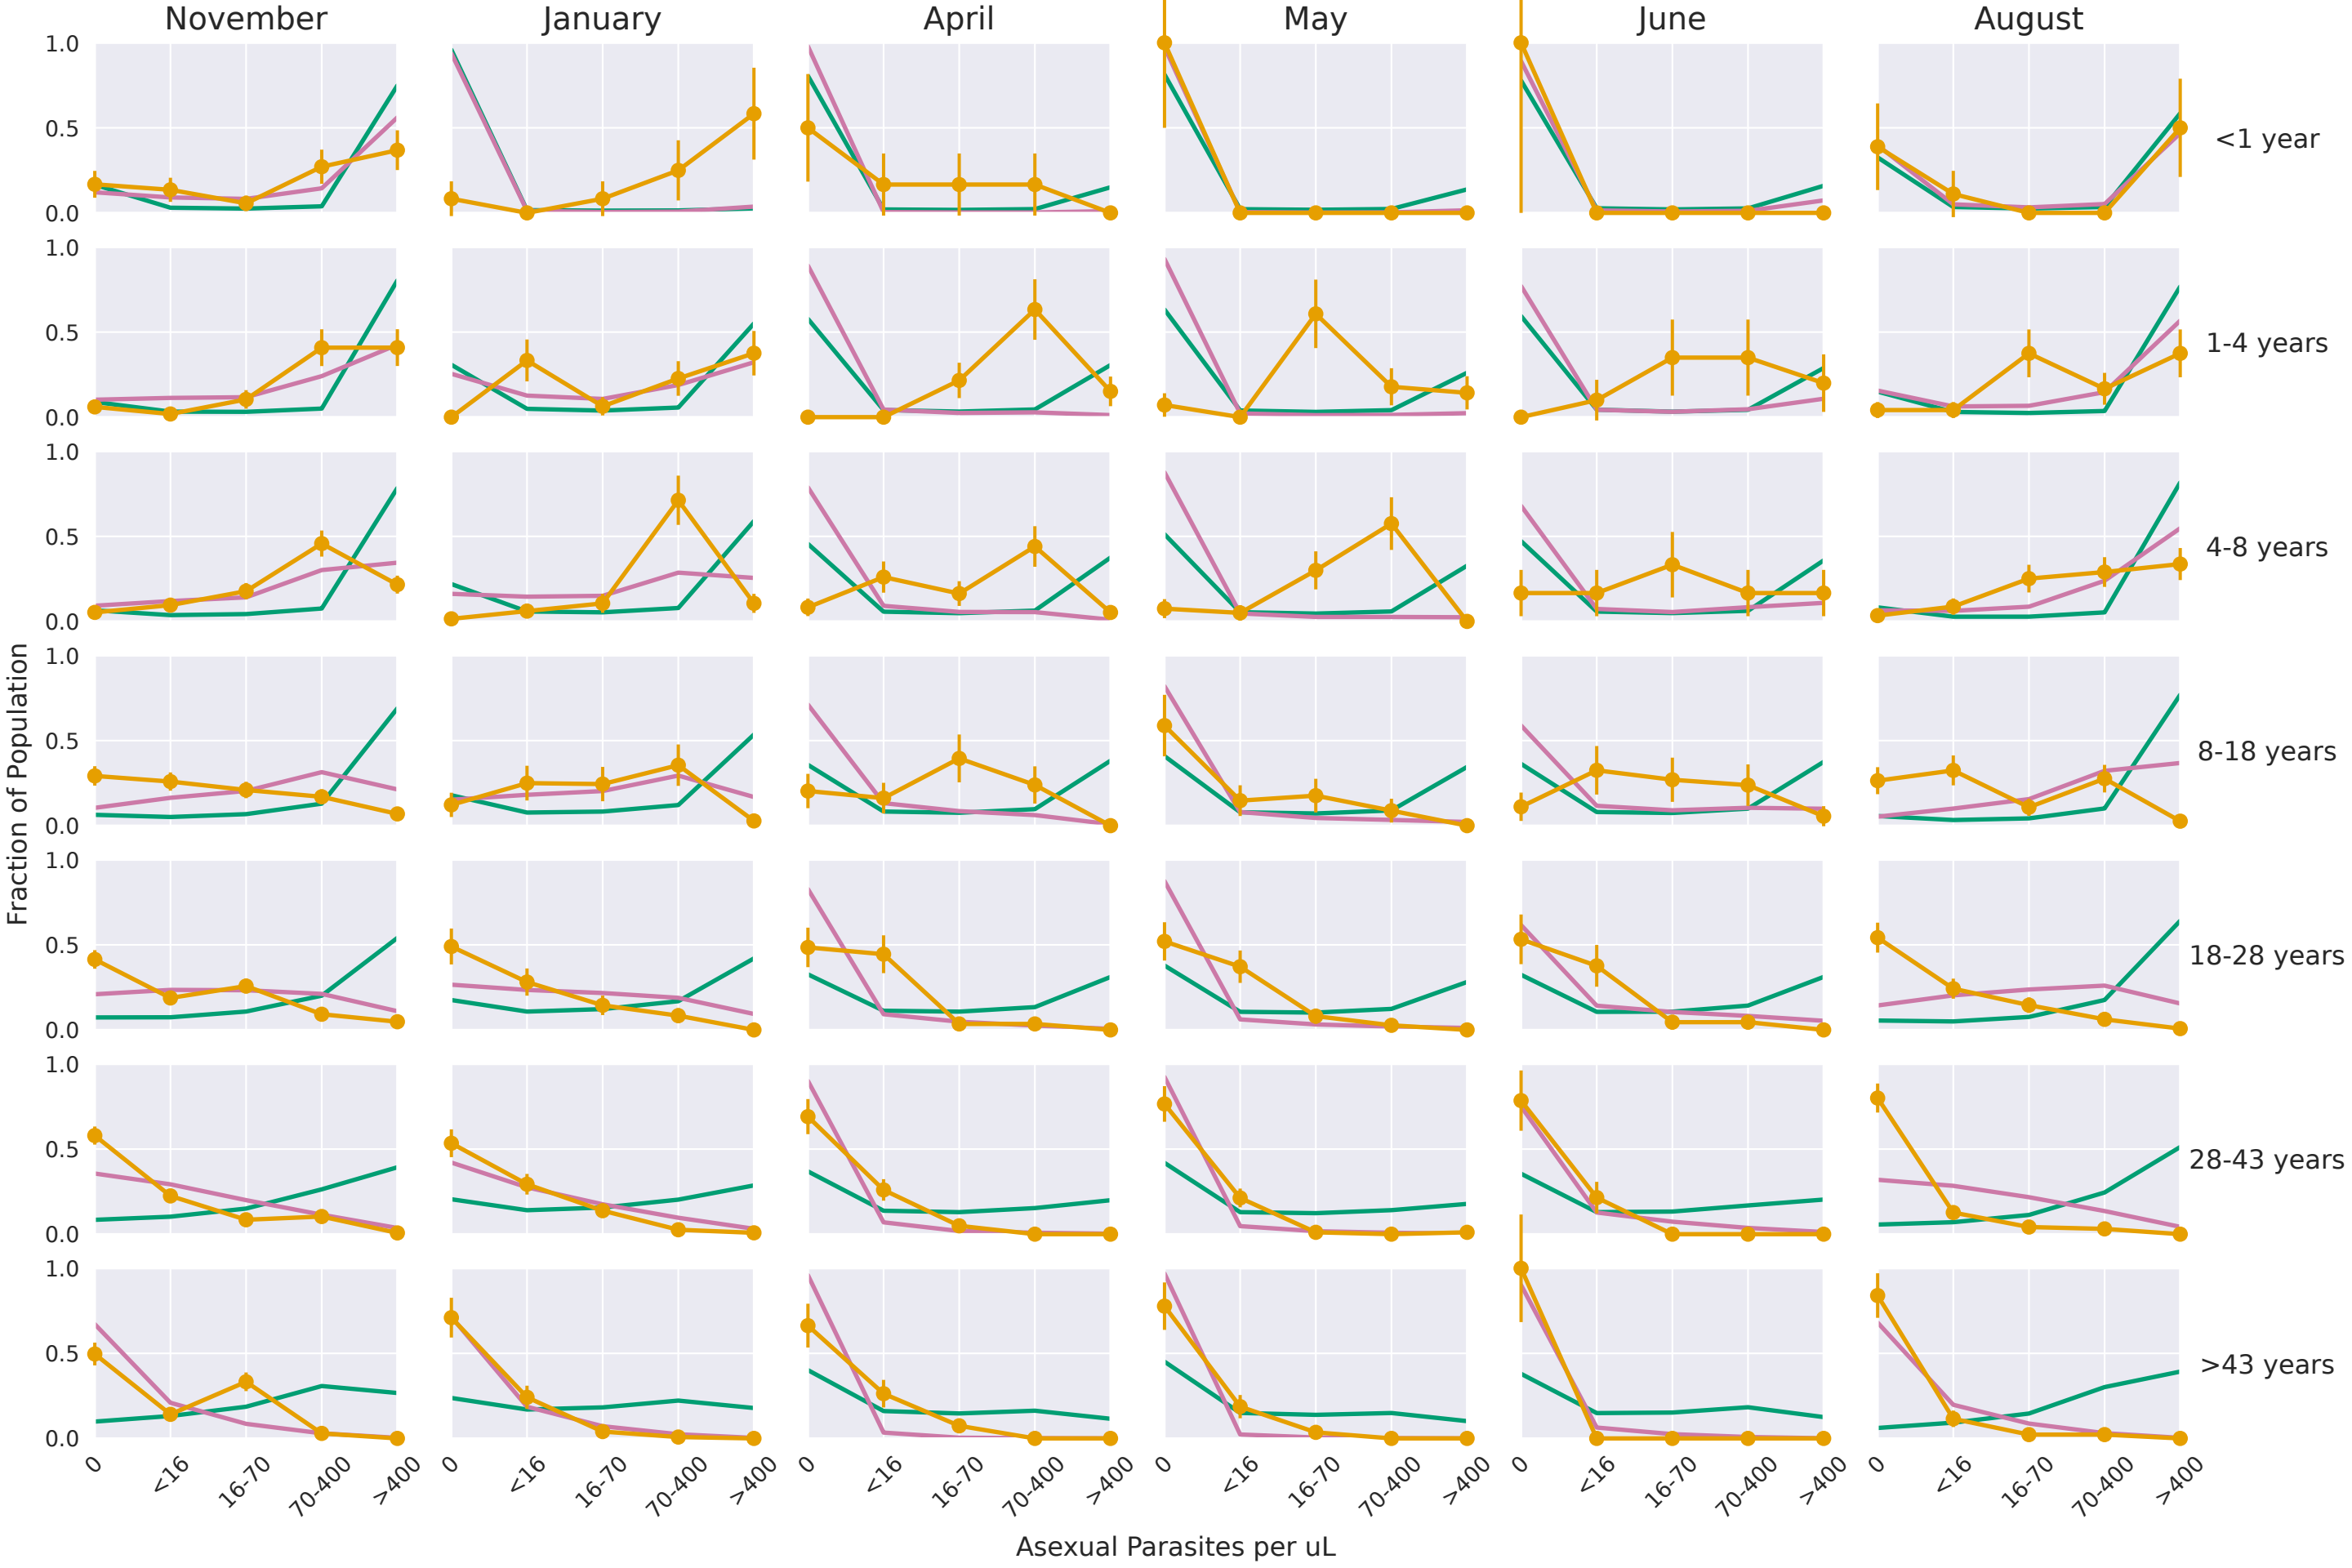 November January April May June August
1.0
0.5
0.0
<1 year
1.0
0.5
0.0
1-4 years
1.0
0.5
0.0
4-8 years
Fraction of Population
1.0
0.5
0.0
8-18 years
1.0
0.5
0.0
18-28 years
1.0
0.5
0.0
28-43 years
1.0
0.5
0.0
>43 years
0 <16 16-70 70-400 >400 0 <16 16-70 70-400 >400 0 <16 16-70 70-400 >400 0 <16 16-70 70-400 >400 0 <16 16-70 70-400 >400 0 <16 16-70 70-400 >400
Asexual Parasites per uL